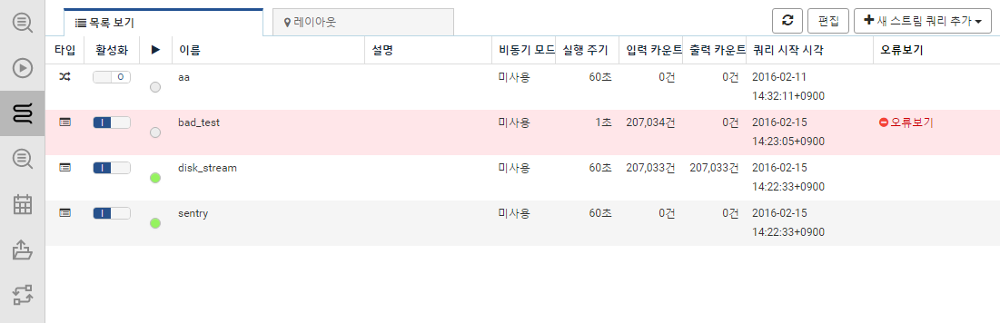 목록 보기 레이아웃 편집 새 스트림 쿼리 추가
타입 활성화 이름 설명 비동기 모드 실행 주기 입력 카운트 출력 카운트 쿼리 시작 시각 오류보기
O aa 미사용 60초 0건 0건 2016-02-11
14:32:11+0900
I bad_test 미사용 1초 207,034건 0건 2016-02-15 오류보기
14:23:05+0900
I disk_stream 미사용 60초 207,033건 207,033건 2016-02-15
14:22:33+0900
I sentry 미사용 60초 0건 0건 2016-02-15
14:22:33+0900